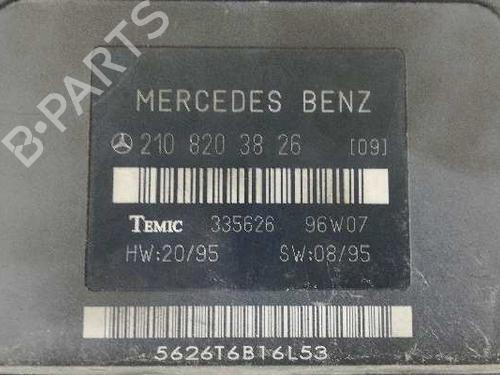 B-PARTS
MERCEDES BENZ
210 820 38 26 [09]
TEMIC 335626 96W07
HW:20/95 SW:08/95
5626T6B16L53